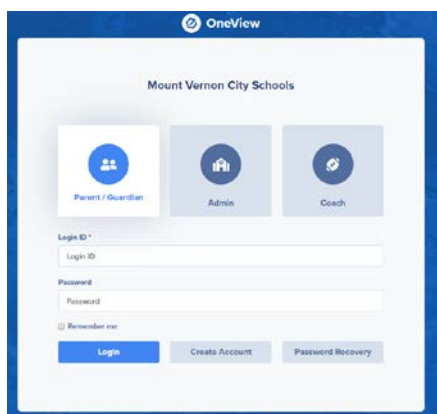 OneView
Mount Vernon City Schools
Parent / Guardian
Admin
Coach
Login ID *
Login ID
Password
Password
Remember me
Login
Create Account
Password Recovery